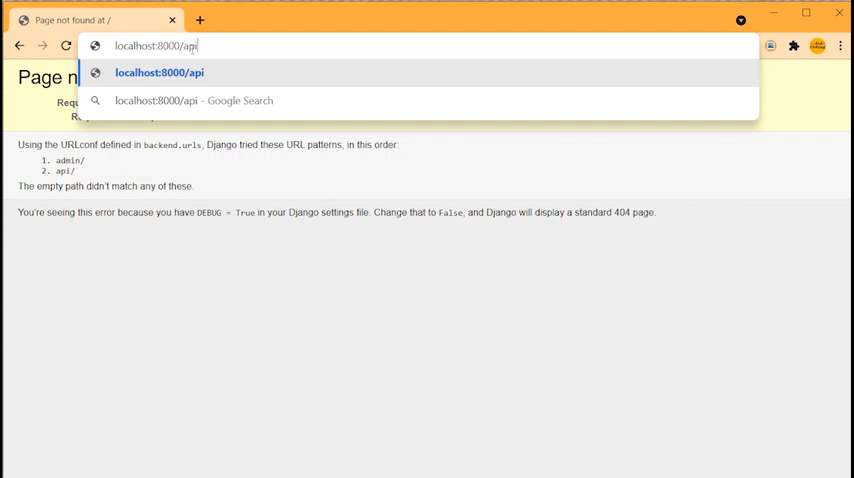 Page not found at /
localhost:8000/api
localhost:8000/api
localhost:8000/api - Google Search
Page n
Requ
R
Using the URLconf defined in backend.urls, Django tried these URL patterns, in this order:
1. admin/
2. api/
The empty path didn't match any of these.
You're seeing this error because you have DEBUG = True in your Django settings file. Change that to False, and Django will display a standard 404 page.